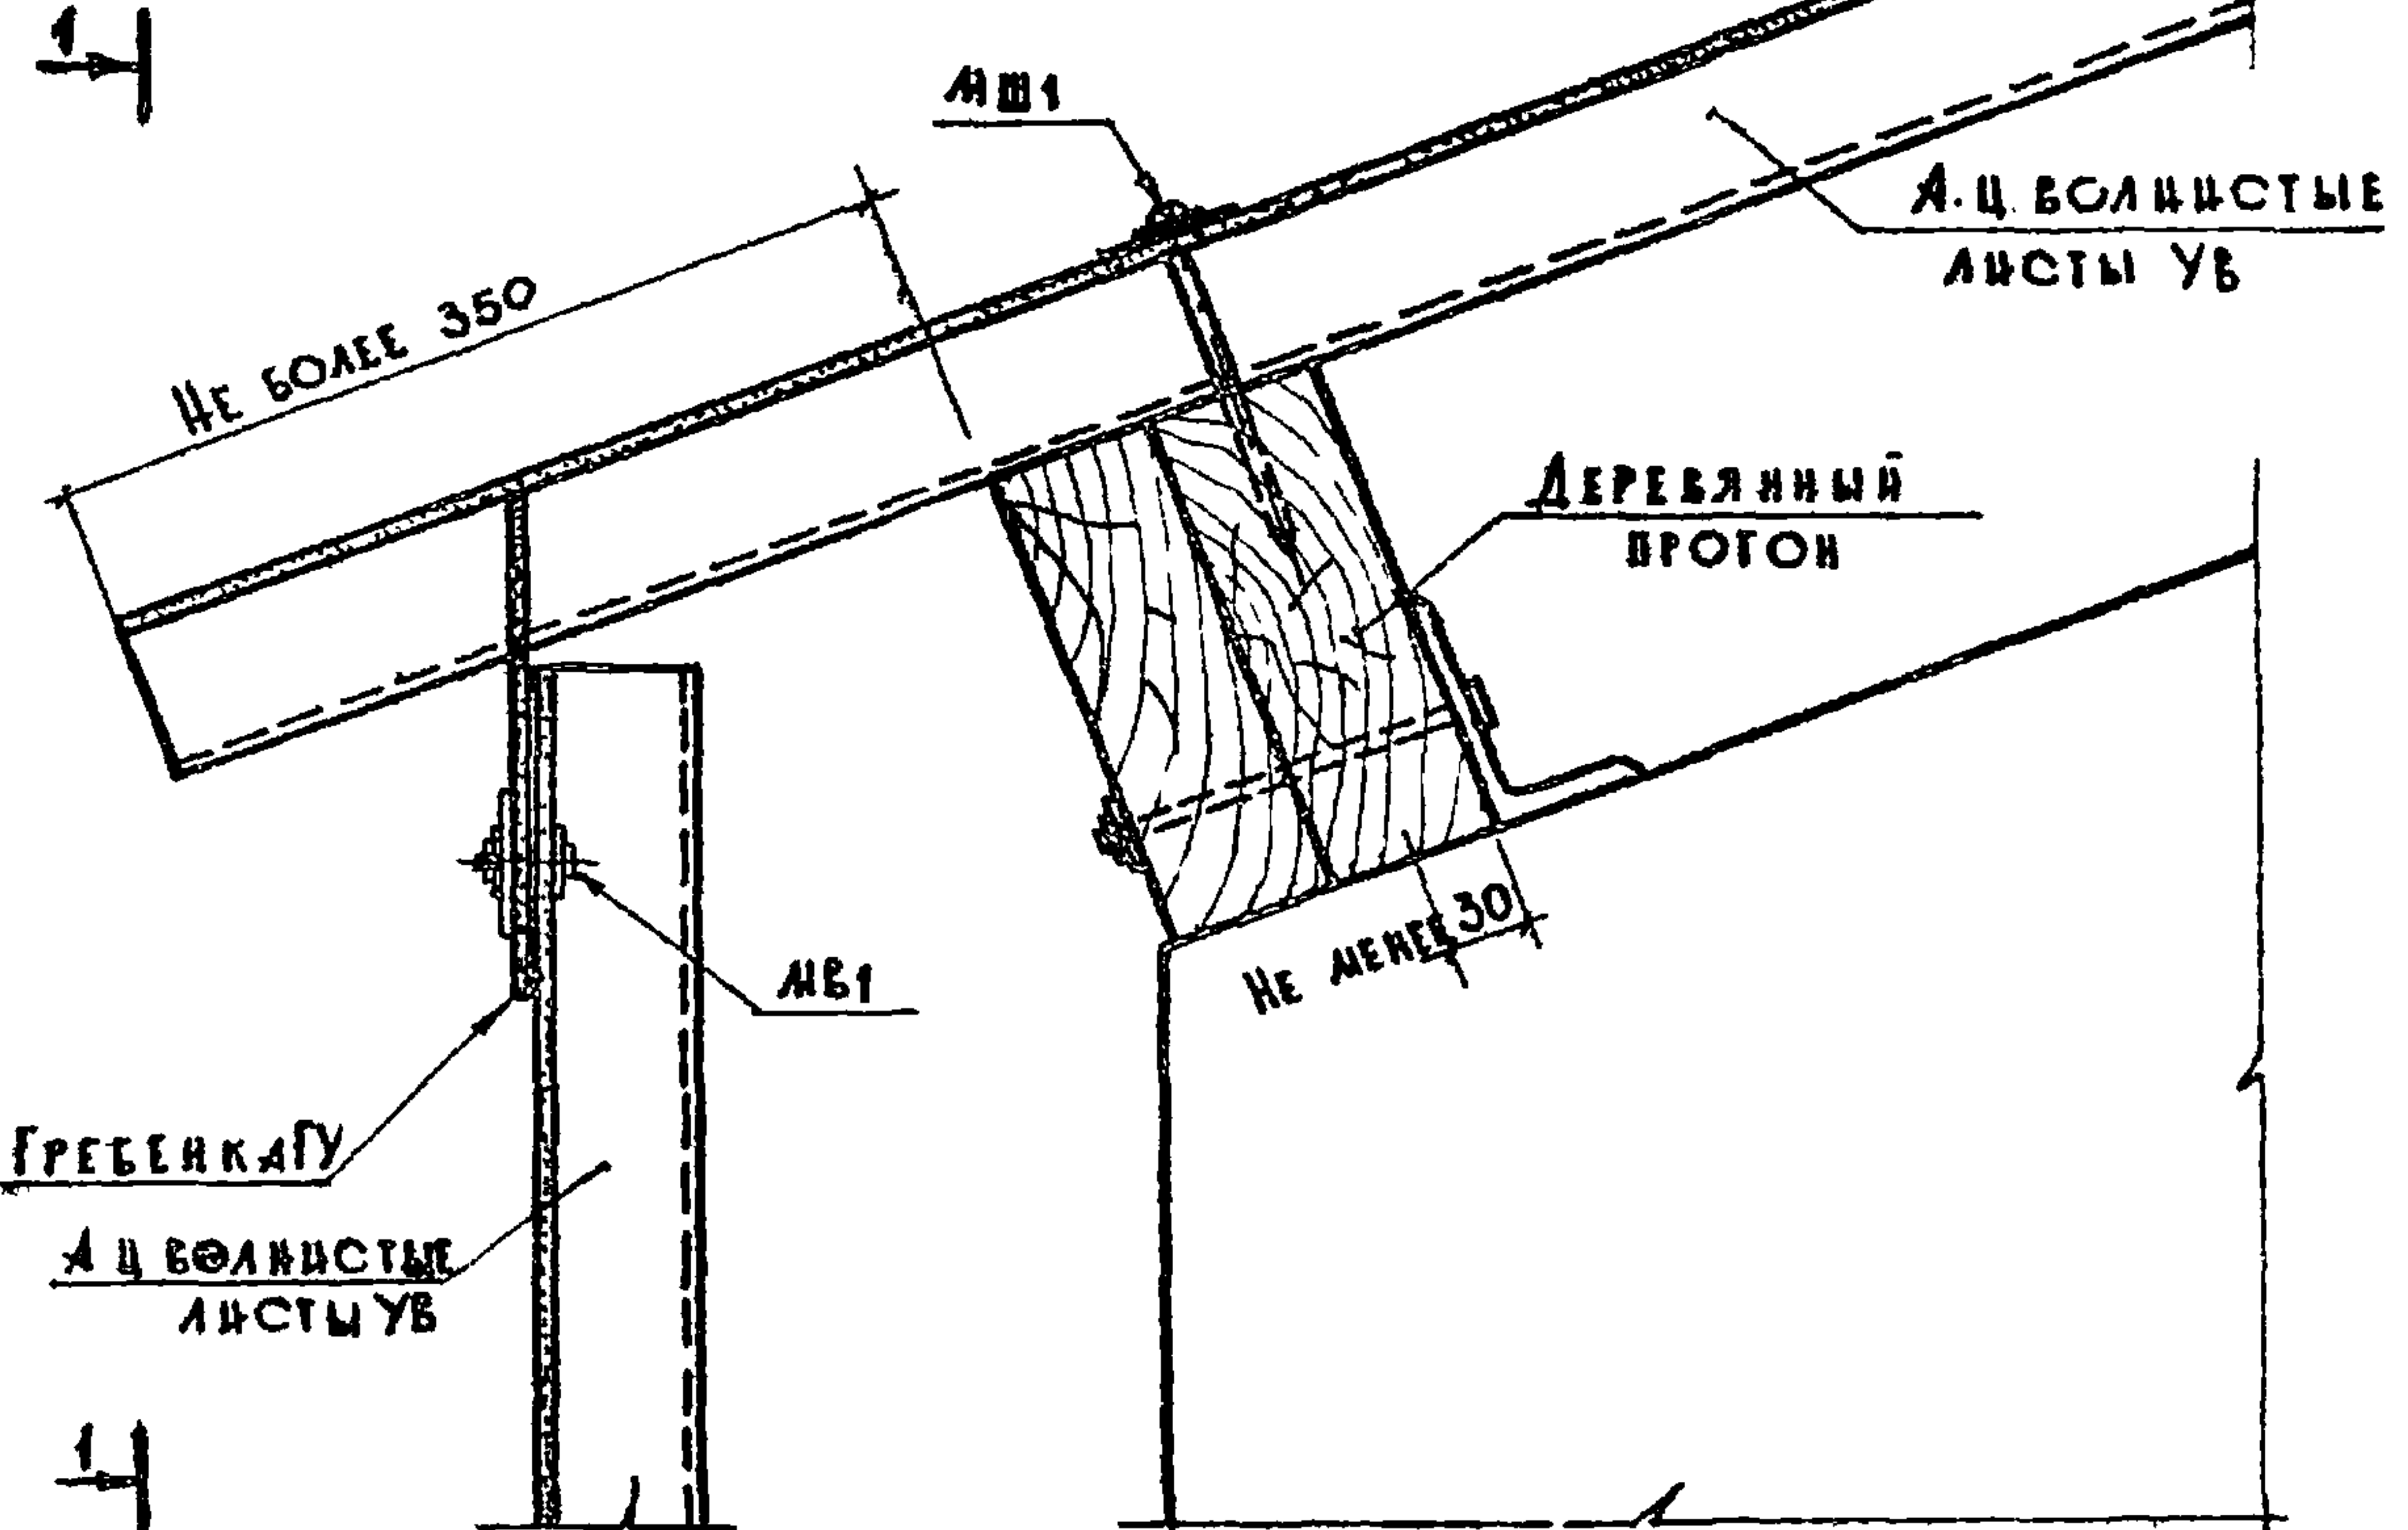 1
МШ1
А.Ц. ВОЛНИСТЫЕ
ЛИСТЫ УВ
НЕ БОЛЕЕ 350
ДЕРЕВЯННЫЙ
ПРОГОН
НЕ МЕНЕЕ 30
МВ1
ГРЕБЕНКА ГУ
А Ц ВОЛНИСТЫЕ
ЛИСТЫ УВ
1